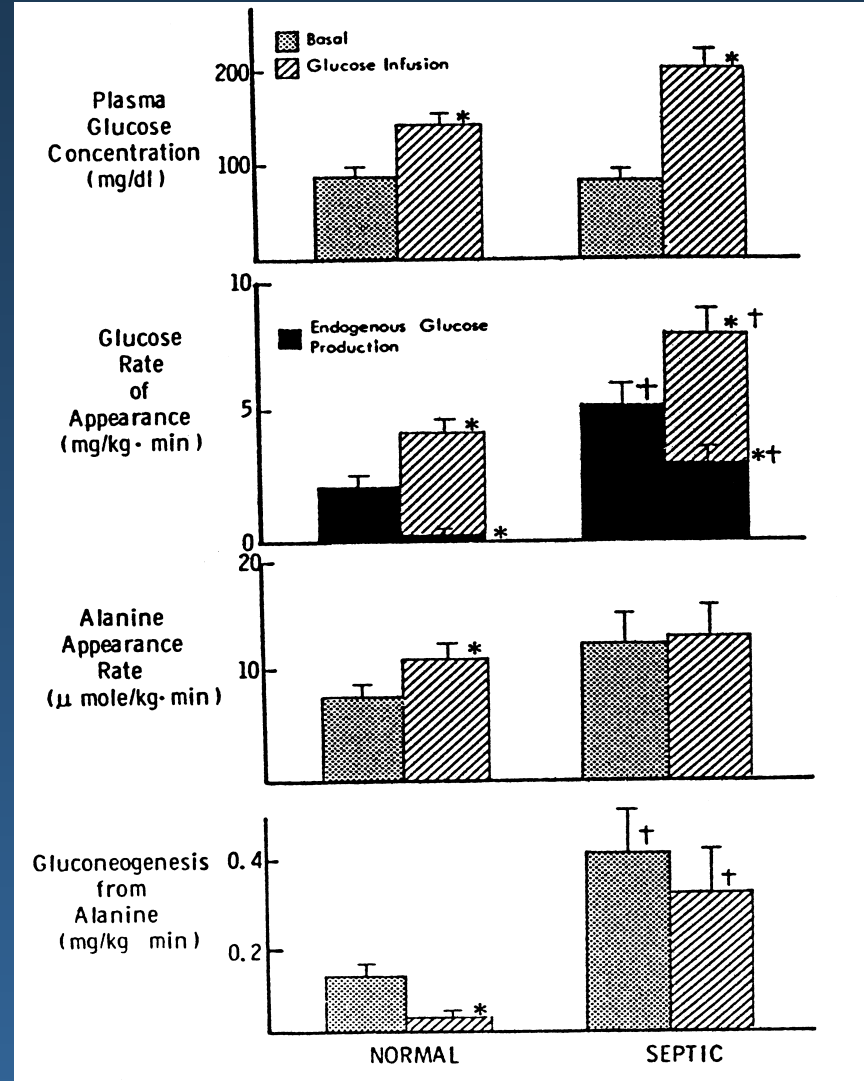 Basal
Glucose Infusion
Plasma
Glucose
Concentration
(mg/dl)
200
100
*
*
Endogenous Glucose
Production
Glucose
Rate
of
Appearance
(mg/kg· min)
10
5
0
*
*
†
* †
*†
Alanine
Appearance
Rate
(μ mole/kg· min)
20
10
*
Gluconeogenesis
from
Alanine
(mg/kg min)
0.4
0.2
*
†
†
NORMAL SEPTIC